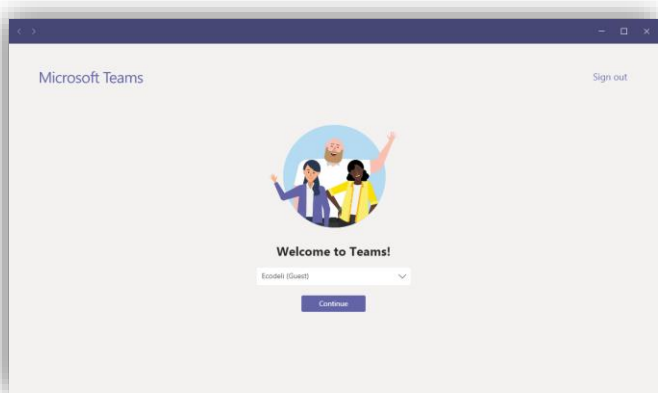 Microsoft Teams
Sign out
Welcome to Teams!
Ecodeli (Guest)
Continue